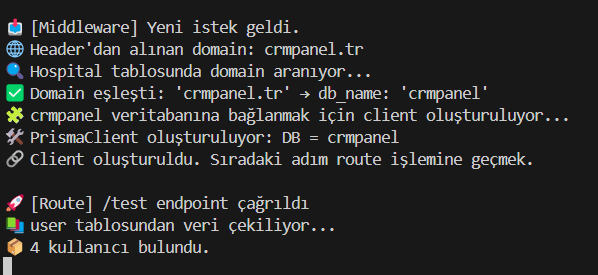 📥 [Middleware] Yeni istek geldi.
🌐 Header'dan alınan domain: crmpanel.tr
🔍 Hospital tablosunda domain aranıyor...
✅ Domain eşleşti: 'crmpanel.tr' → db_name: 'crmpanel'
🧩 crmpanel veritabanına bağlanmak için client oluşturuluyor...
🛠 PrismaClient oluşturuluyor: DB = crmpanel
🔗 Client oluşturuldu. Sıradaki adım route işlemine geçmek.
🚀 [Route] /test endpoint çağrıldı
📚 user tablosundan veri çekiliyor...
📦 4 kullanıcı bulundu.